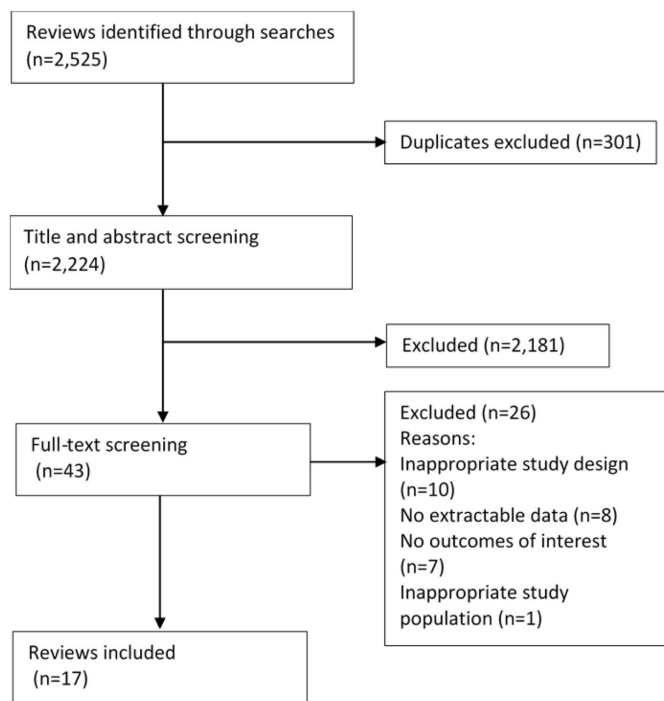 Reviews identified through searches
(n=2,525)
Duplicates excluded (n=301)
Title and abstract screening
(n=2,224)
Excluded (n=2,181)
Full-text screening
(n=43)
Excluded (n=26)
Reasons:
Inappropriate study design
(n=10)
No extractable data (n=8)
No outcomes of interest
(n=7)
Inappropriate study
population (n=1)
Reviews included
(n=17)